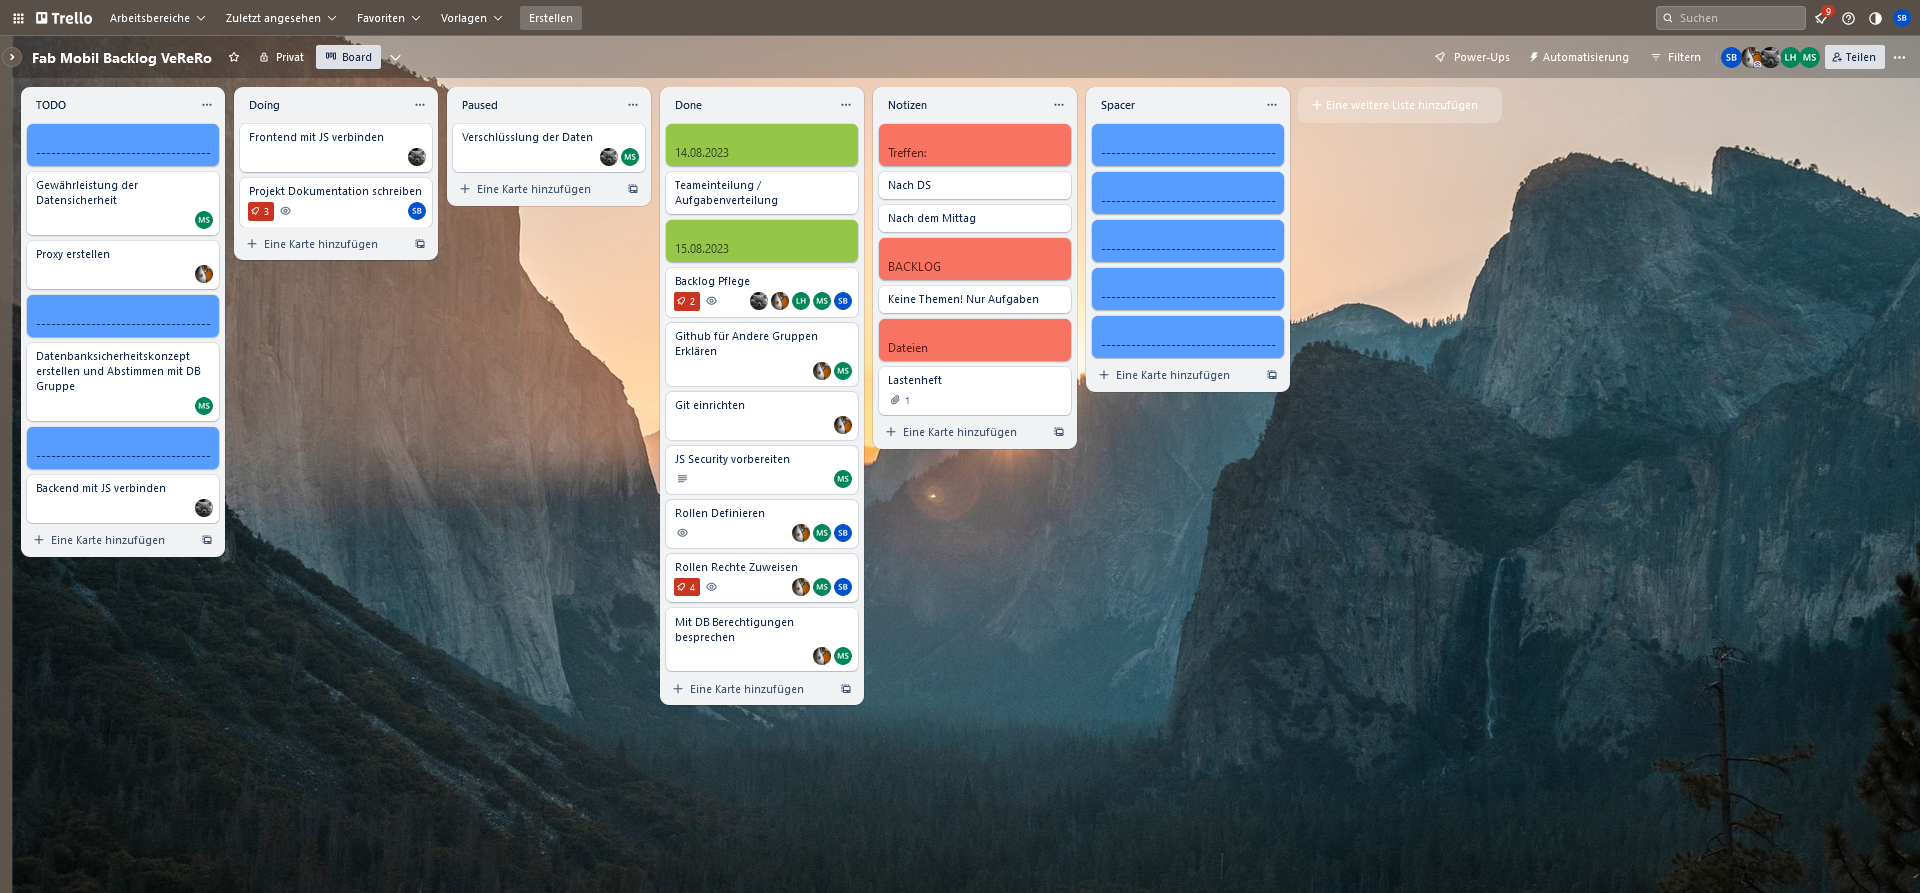 Trello Arbeitsbereiche Zuletzt angesehen Favoriten Vorlagen Erstellen Suchen 9 SB
Fab Mobil Backlog VeReRo Privat Board Power-Ups Automatisierung Filtern SB LH MS Teilen
TODO
-----------------------------------
Gewährleistung der
Datensicherheit
MS
Proxy erstellen
-----------------------------------
Datenbanksicherheitskonzept
erstellen und Abstimmen mit DB
Gruppe
MS
-----------------------------------
Backend mit JS verbinden
Eine Karte hinzufügen
Doing
Frontend mit JS verbinden
Projekt Dokumentation schreiben
3 SB
Eine Karte hinzufügen
Paused
Verschlüsslung der Daten
MS
Eine Karte hinzufügen
Done
14.08.2023
Teameinteilung /
Aufgabenverteilung
15.08.2023
Backlog Pflege
2 LH MS SB
Github für Andere Gruppen
Erklären
MS
Git einrichten
JS Security vorbereiten
MS
Rollen Definieren
MS SB
Rollen Rechte Zuweisen
4 MS SB
Mit DB Berechtigungen
besprechen
MS
Eine Karte hinzufügen
Notizen
Treffen:
Nach DS
Nach dem Mittag
BACKLOG
Keine Themen! Nur Aufgaben
Dateien
Lastenheft
1
Eine Karte hinzufügen
Spacer
-----------------------------------
-----------------------------------
-----------------------------------
-----------------------------------
-----------------------------------
Eine Karte hinzufügen
Eine weitere Liste hinzufügen